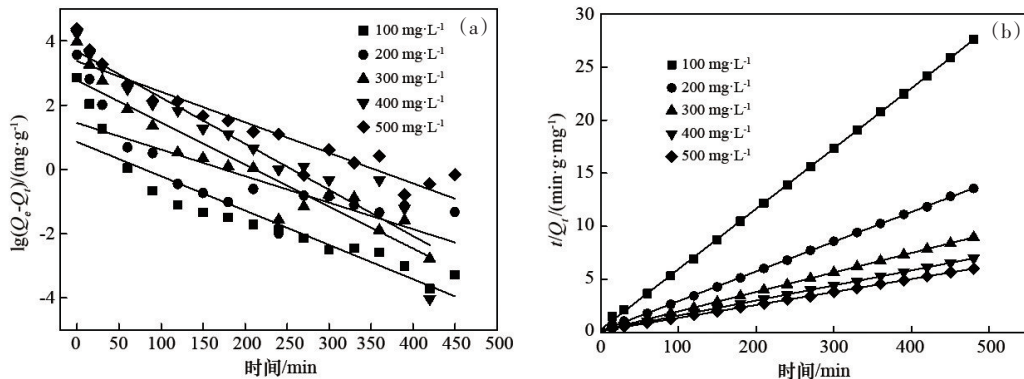 (a)
100 mg·L⁻¹
200 mg·L⁻¹
300 mg·L⁻¹
400 mg·L⁻¹
500 mg·L⁻¹
lg(Qₑ-Qₜ)/(mg·g⁻¹)
4
2
0
-2
-4
0 50 100 150 200 250 300 350 400 450 500
时间/min
(b)
100 mg·L⁻¹
200 mg·L⁻¹
300 mg·L⁻¹
400 mg·L⁻¹
500 mg·L⁻¹
t/Qₜ/(min·g·mg⁻¹)
30
25
20
15
10
5
0
0 100 200 300 400 500
时间/min